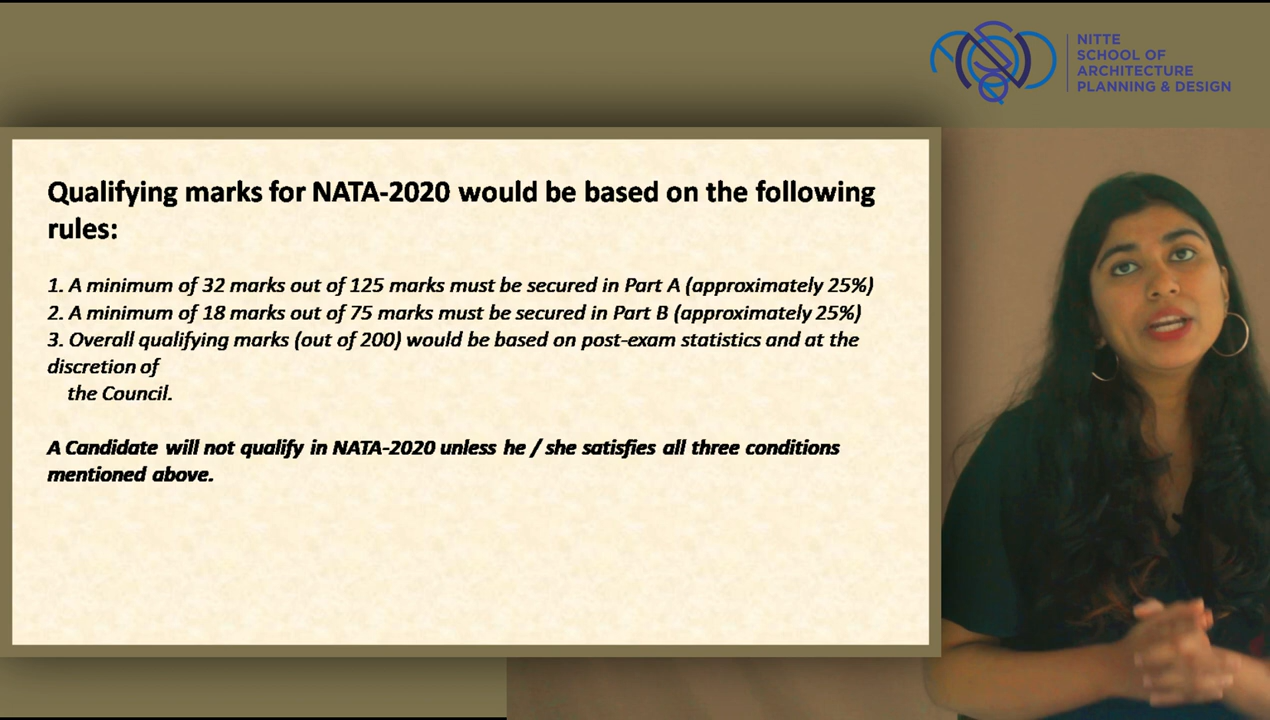 NITTE
SCHOOL OF
ARCHITECTURE
PLANNING & DESIGN
Qualifying marks for NATA-2020 would be based on the following
rules:
1. A minimum of 32 marks out of 125 marks must be secured in Part A (approximately 25%)
2. A minimum of 18 marks out of 75 marks must be secured in Part B (approximately 25%)
3. Overall qualifying marks (out of 200) would be based on post-exam statistics and at the
discretion of
the Council.
A Candidate will not qualify in NATA-2020 unless he / she satisfies all three conditions
mentioned above.